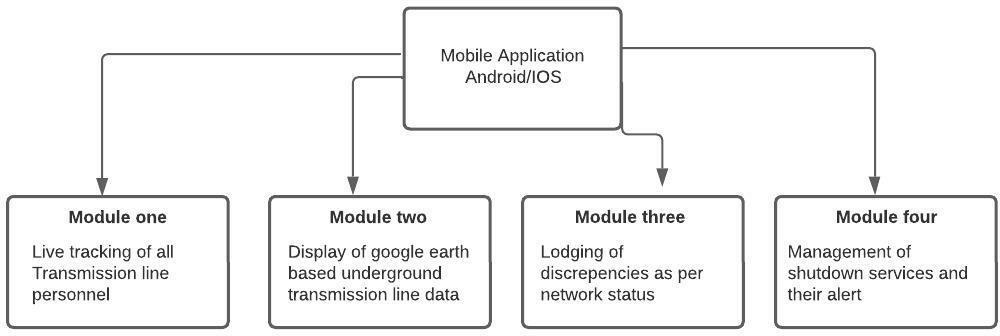 Mobile Application
Android/IOS
Module one
Live tracking of all
Transmission line
personnel
Module two
Display of google earth
based underground
transmission line data
Module three
Lodging of
discrepencies as per
network status
Module four
Management of
shutdown services and
their alert